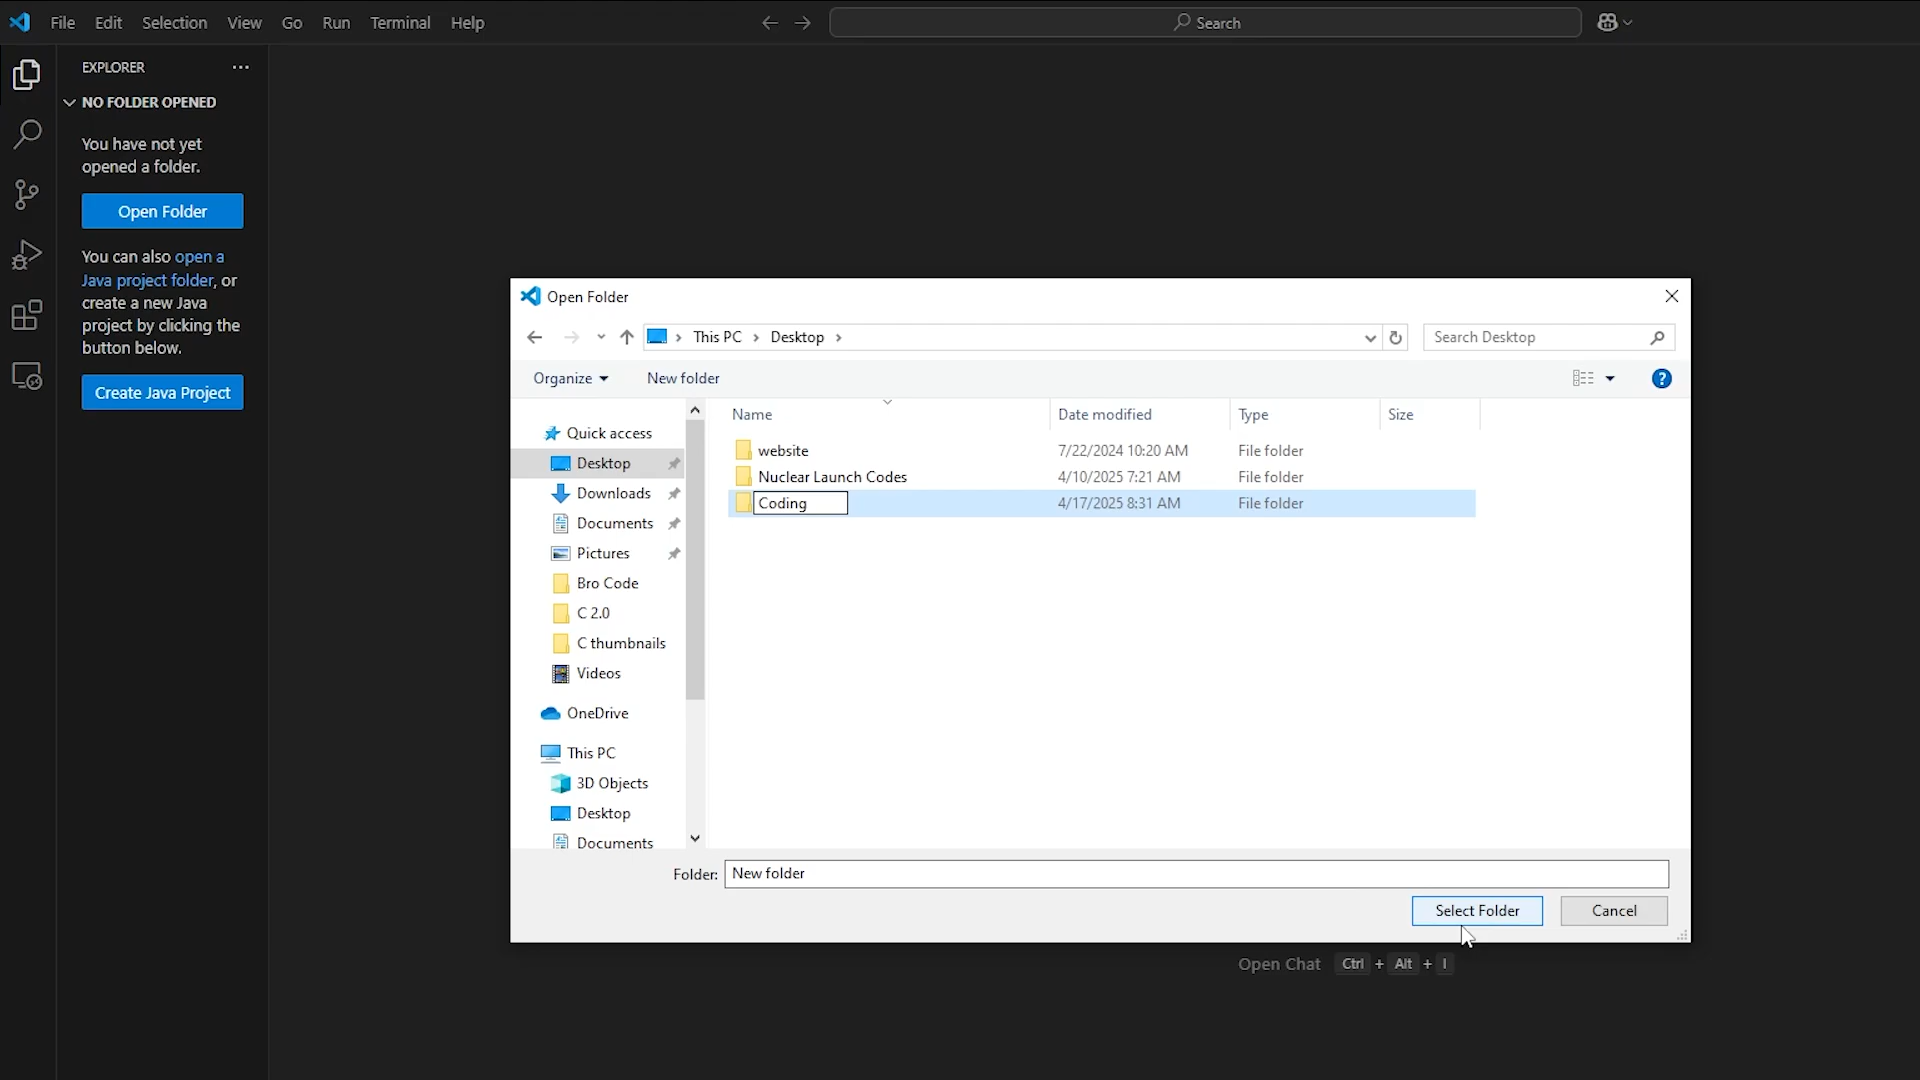 File Edit Selection View Go Run Terminal Help
Search
EXPLORER
NO FOLDER OPENED
You have not yet
opened a folder.
Open Folder
You can also open a
Java project folder, or
create a new Java
project by clicking the
button below.
Create Java Project
Open Folder
This PC Desktop
Search Desktop
Organize New folder
Name Date modified Type Size
Quick access
Desktop
Downloads
Documents
Pictures
Bro Code
C 2.0
C thumbnails
Videos
OneDrive
This PC
3D Objects
Desktop
Documents
website 7/22/2024 10:20 AM File folder
Nuclear Launch Codes 4/10/2025 7:21 AM File folder
Coding 4/17/2025 8:31 AM File folder
Folder: New folder
Select Folder Cancel
Open Chat Ctrl + Alt + I